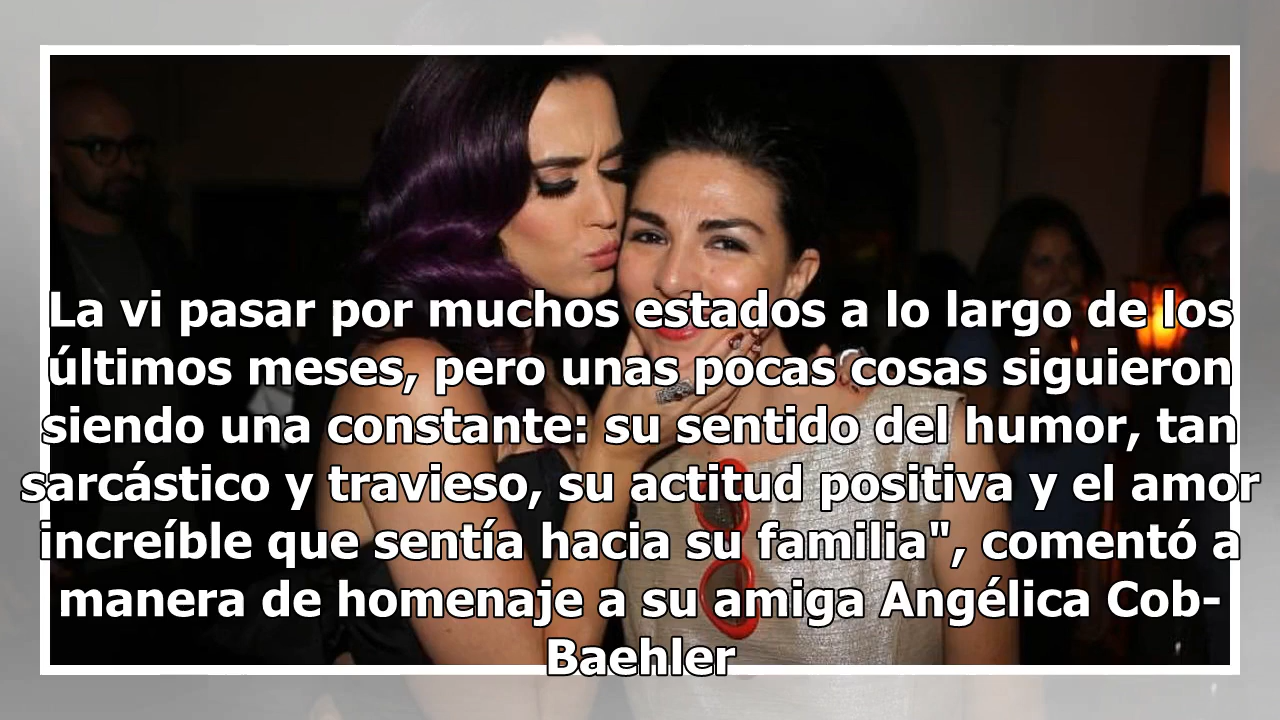 La vi pasar por muchos estados a lo largo de los
últimos meses, pero unas pocas cosas siguieron
siendo una constante: su sentido del humor, tan
sarcástico y travieso, su actitud positiva y el amor
increíble que sentía hacia su familia", comentó a
manera de homenaje a su amiga Angélica Cob-
Baehler